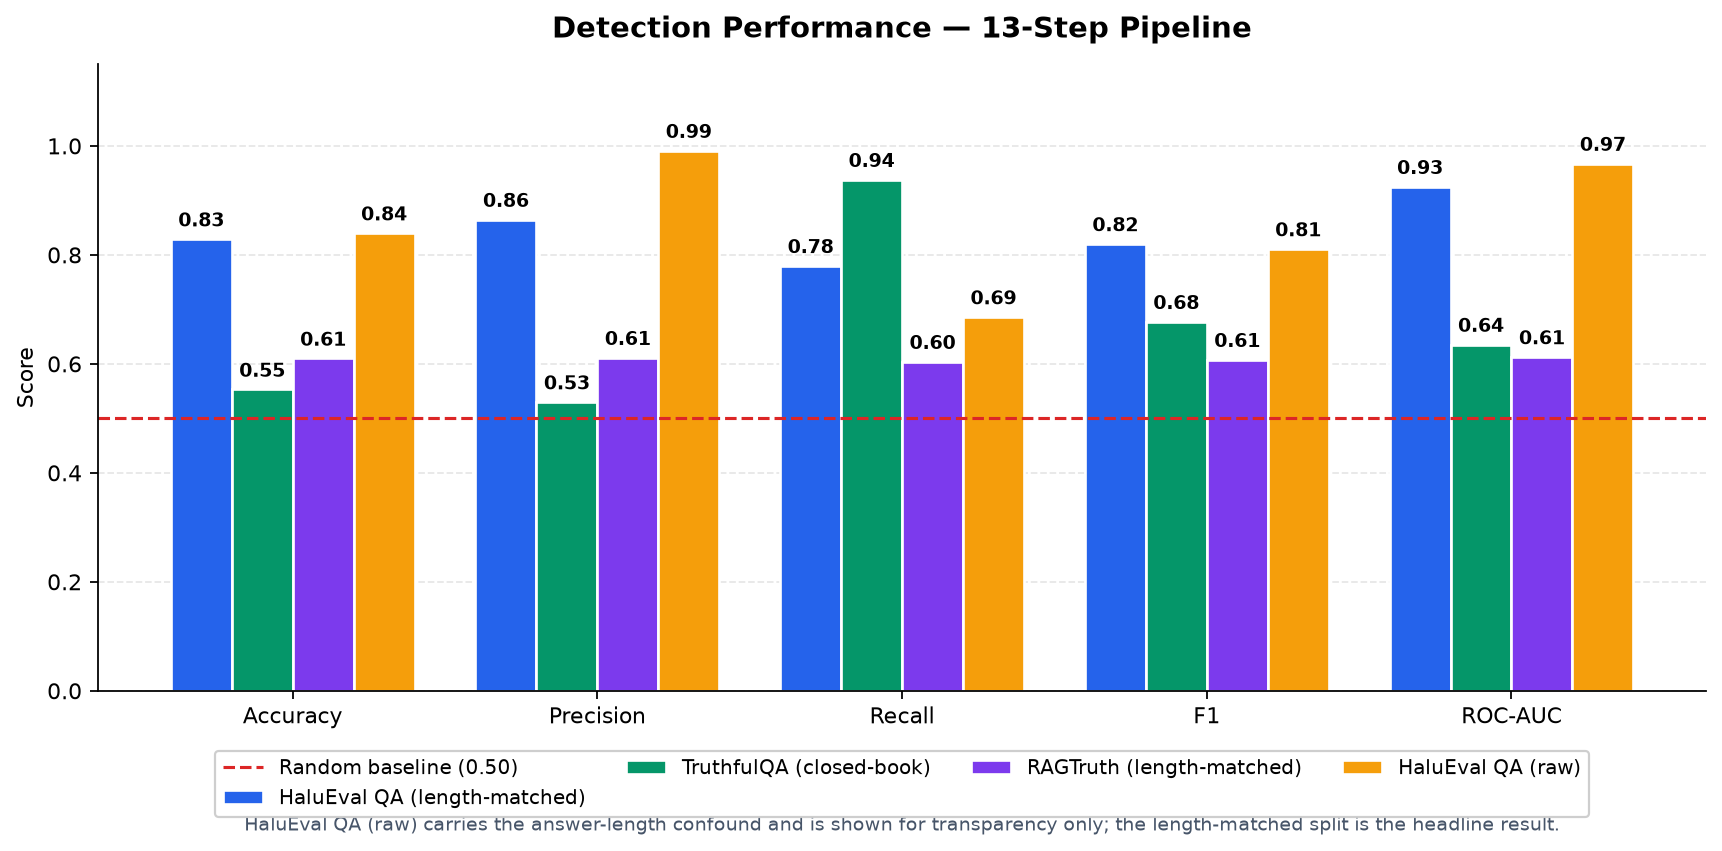 Detection Performance — 13-Step Pipeline
Score
1.0
0.8
0.6
0.4
0.2
0.0
0.83
0.55
0.61
0.84
0.86
0.53
0.61
0.99
0.78
0.94
0.60
0.69
0.82
0.68
0.61
0.81
0.93
0.64
0.61
0.97
Accuracy
Precision
Recall
F1
ROC-AUC
Random baseline (0.50)
HaluEval QA (length-matched)
TruthfulQA (closed-book)
RAGTruth (length-matched)
HaluEval QA (raw)
HaluEval QA (raw) carries the answer-length confound and is shown for transparency only; the length-matched split is the headline result.